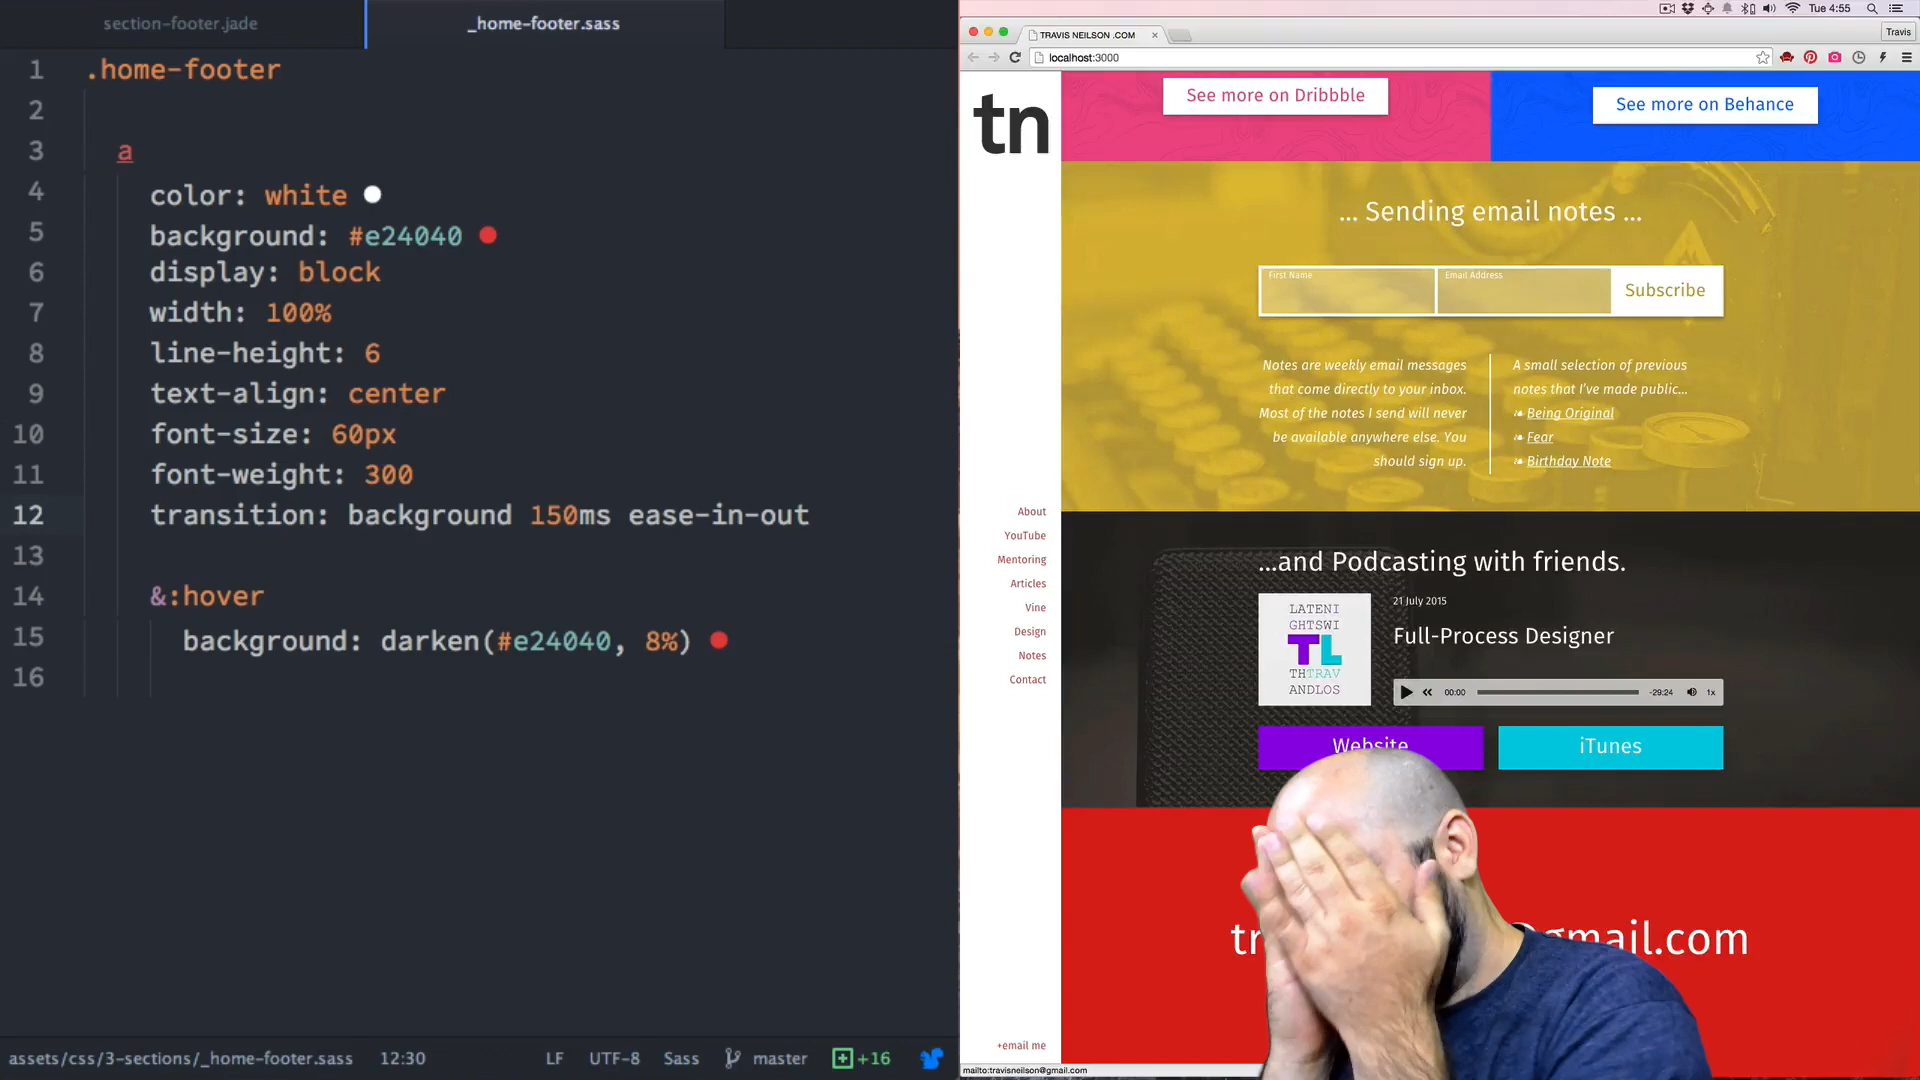 section-footer.jade
_home-footer.sass
1 .home-footer
2
3 a
4 color: white
5 background: #e24040
6 display: block
7 width: 100%
8 line-height: 6
9 text-align: center
10 font-size: 60px
11 font-weight: 300
12 transition: background 150ms ease-in-out
13
14 &:hover
15 background: darken(#e24040, 8%)
16
assets/css/3-sections/_home-footer.sass 12:30 LF UTF-8 Sass master +16
Tue 4:55
TRAVIS NEILSON .COM
Travis
localhost:3000
tn
About
YouTube
Mentoring
Articles
Vine
Design
Notes
Contact
+email me
See more on Dribbble
See more on Behance
... Sending email notes ...
First Name
Email Address
Subscribe
Notes are weekly email messages
that come directly to your inbox.
Most of the notes I send will never
be available anywhere else. You
should sign up.
A small selection of previous
notes that I've made public...
Being Original
Fear
Birthday Note
...and Podcasting with friends.
LATENI
GHTSWI
TL
THTRAV
ANDLOS
21 July 2015
Full-Process Designer
00:00 -29:24 1x
Website
iTunes
tr @gmail.com
mailto:travisneilson@gmail.com